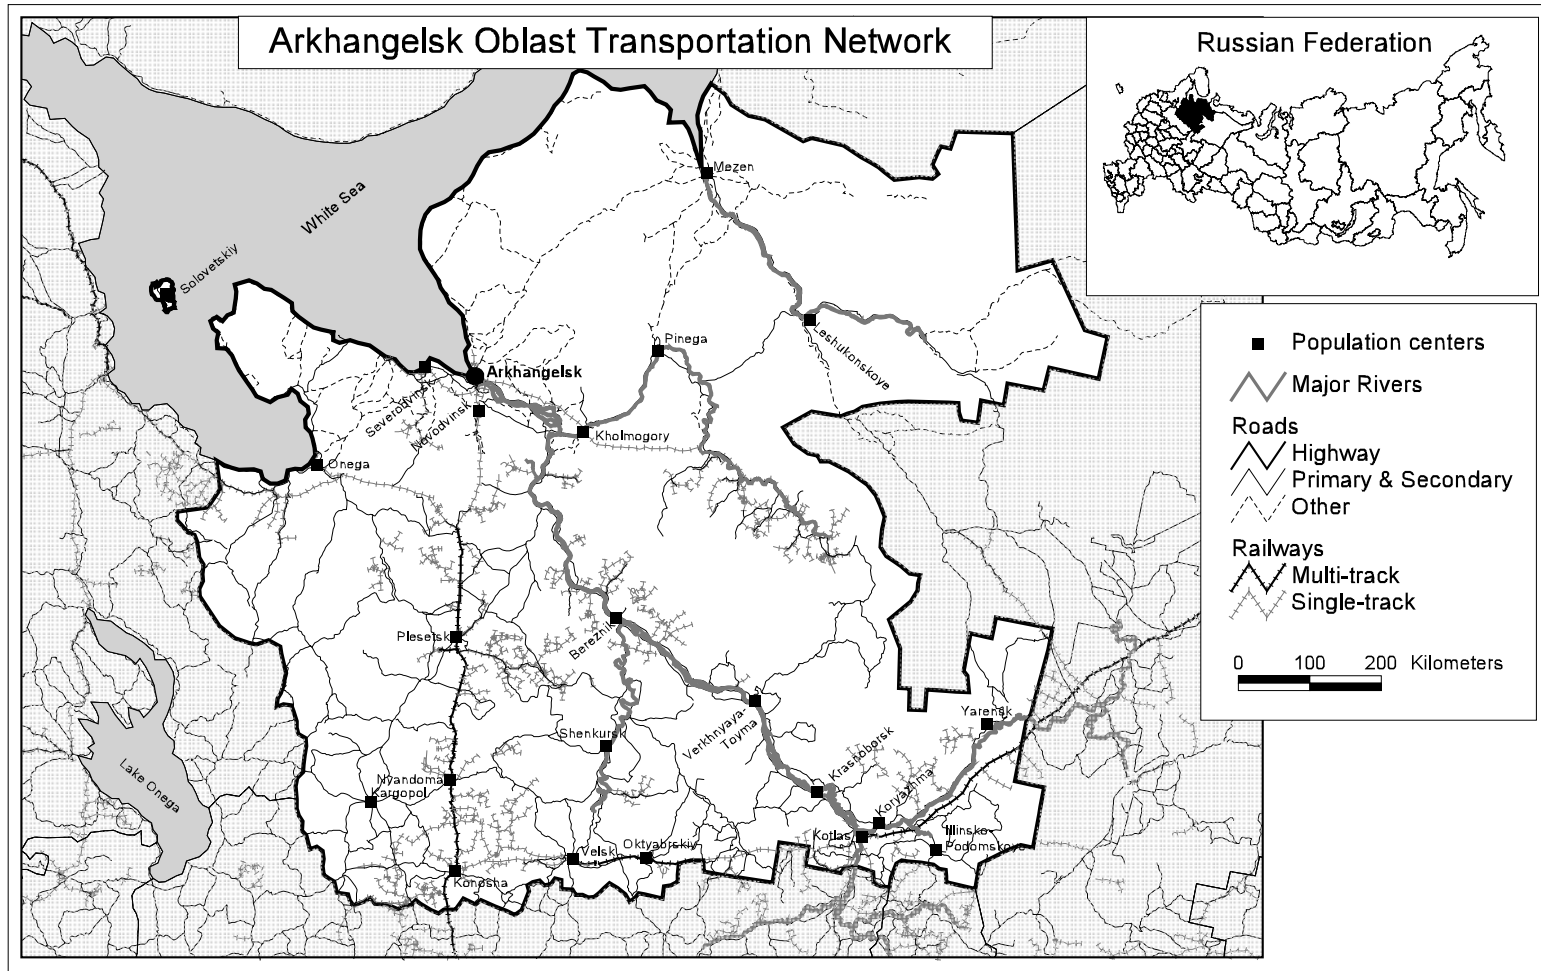 Arkhangelsk Oblast Transportation Network
Russian Federation
White Sea
Solovetskiy
Mezen
Leshukonskoye
Pinega
Arkhangelsk
Severodvinsk
Novodvinsk
Kholmogory
Onega
Plesetsk
Bereznik
Shenkursk
Verkhnyaya-
Toyma
Krasnoborsk
Yarensk
Koryazhma
Nyandoma
Kargopol
Lake Onega
Kotlas
Illinsko-
Podomskoye
Oktyabrskiy
Velsk
Konosha
Population centers
Major Rivers
Roads
Highway
Primary & Secondary
Other
Railways
Multi-track
Single-track
0 100 200 Kilometers